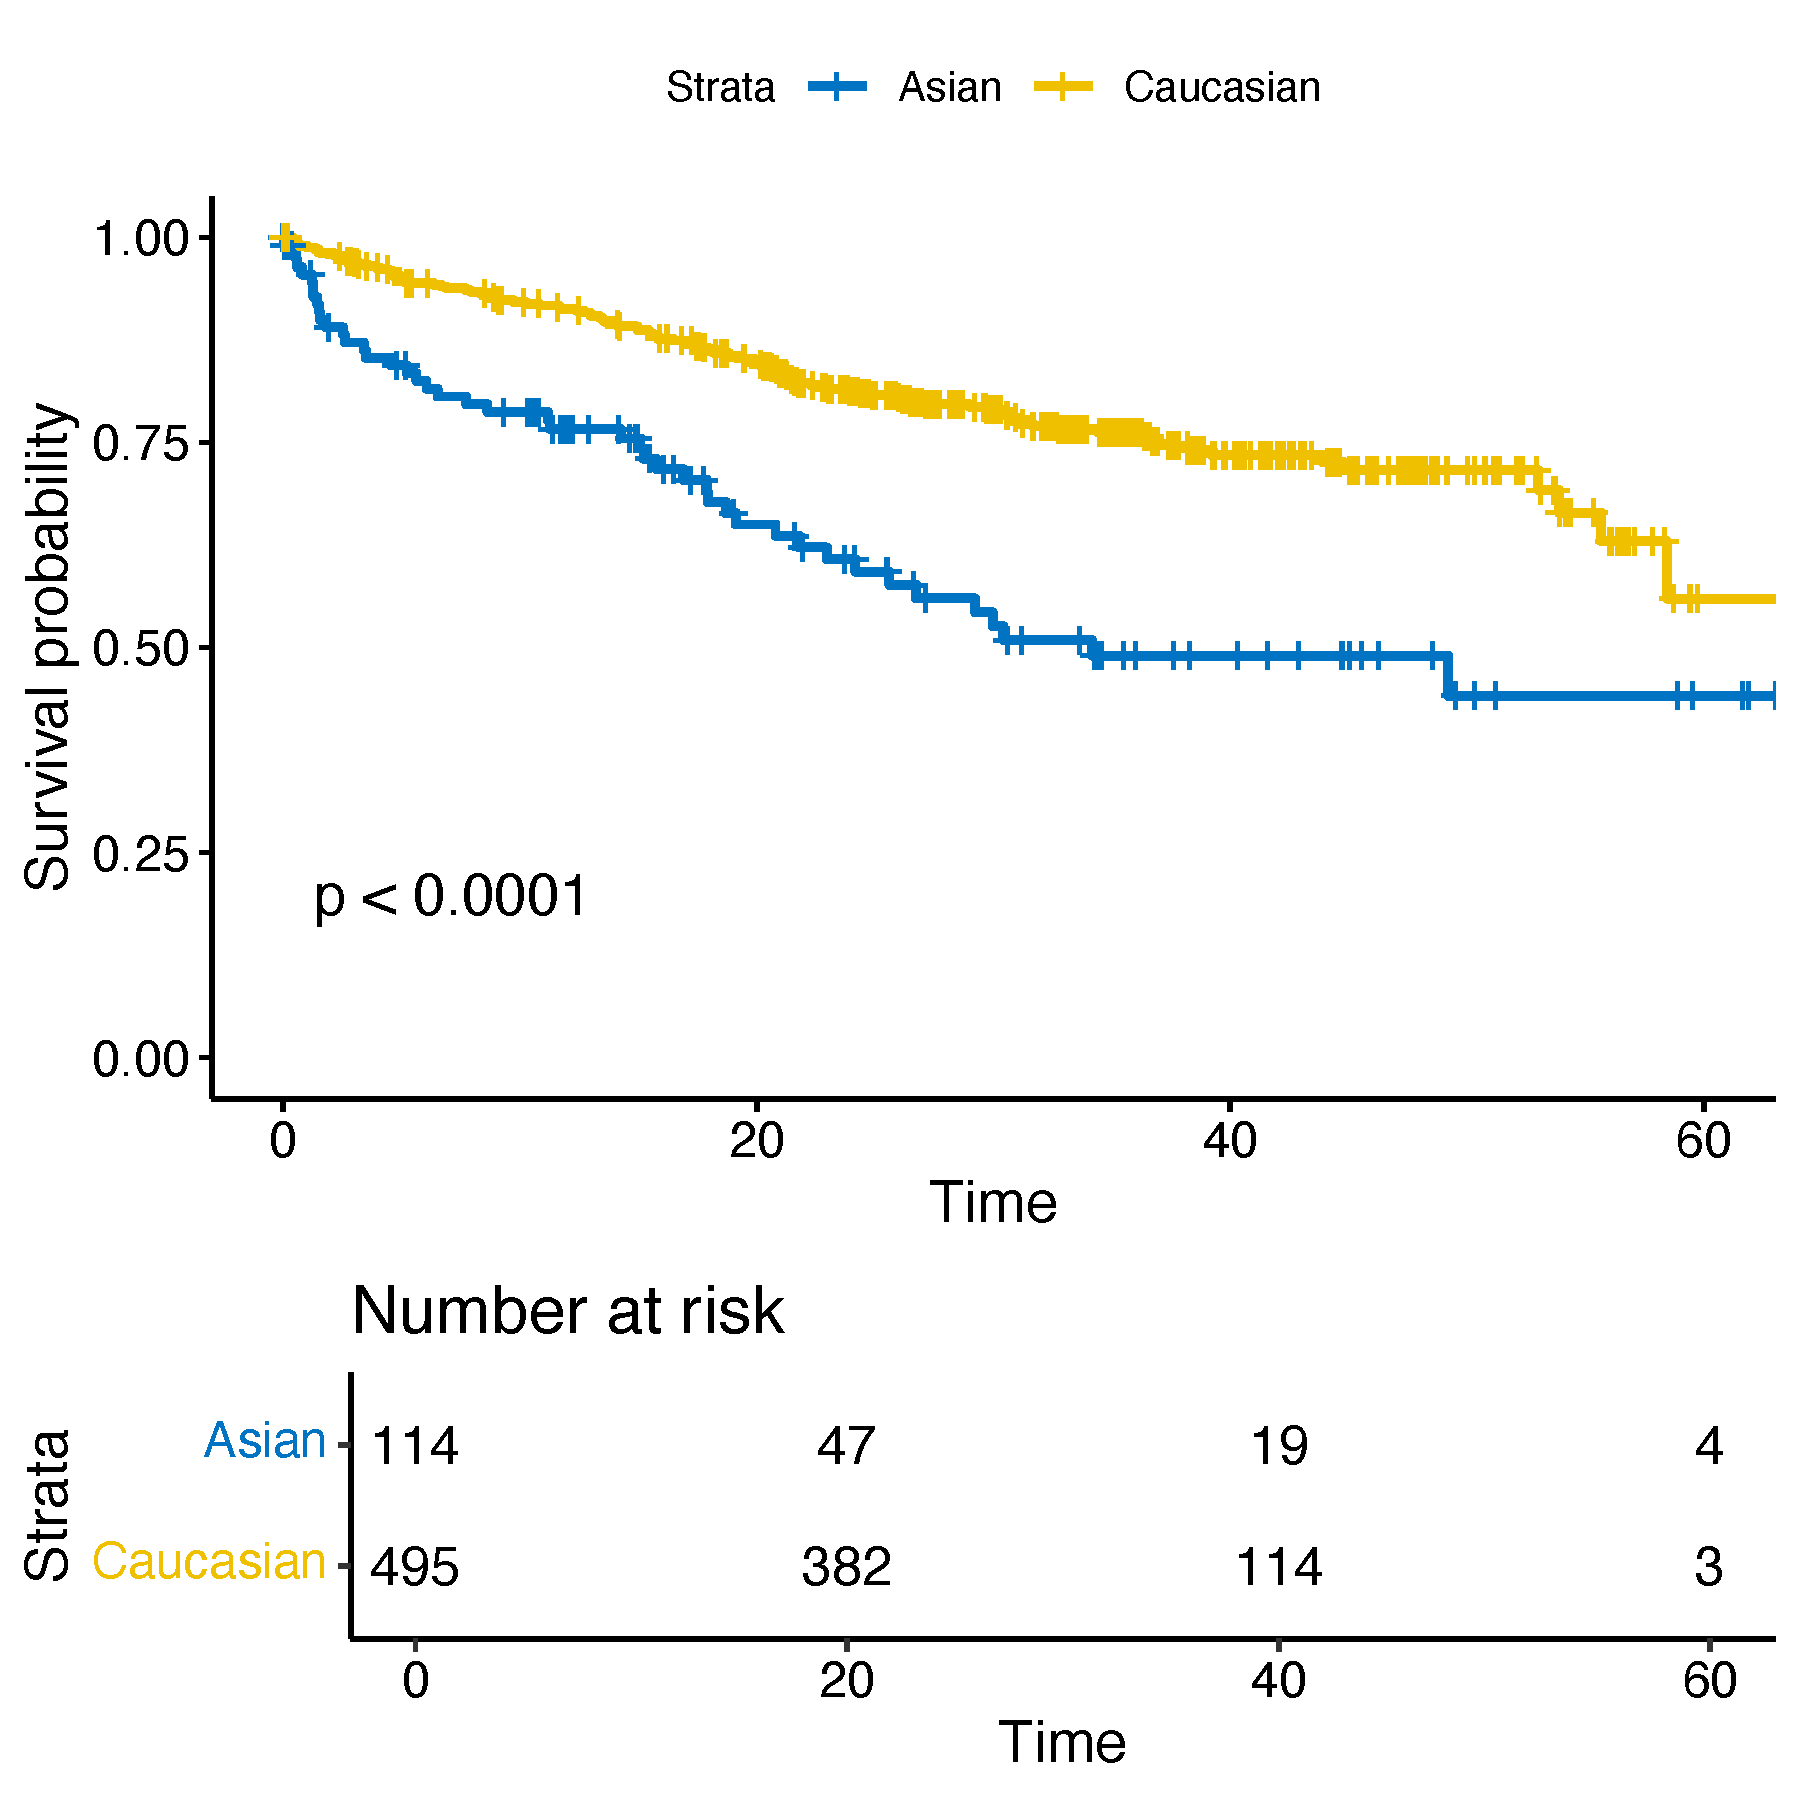 Strata Asian Caucasian
1.00
0.75
0.50
0.25
0.00
Survival probability
p < 0.0001
0 20 40 60
Time
Number at risk
Strata
Asian 114 47 19 4
Caucasian 495 382 114 3
0 20 40 60
Time